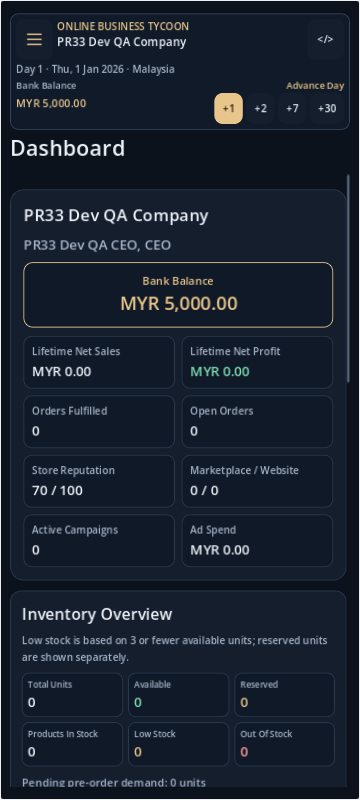 ONLINE BUSINESS TYCOON
PR33 Dev QA Company
</>
Day 1 · Thu, 1 Jan 2026 · Malaysia
Bank Balance
Advance Day
MYR 5,000.00
+1
+2
+7
+30
Dashboard
PR33 Dev QA Company
PR33 Dev QA CEO, CEO
Bank Balance
MYR 5,000.00
Lifetime Net Sales
MYR 0.00
Lifetime Net Profit
MYR 0.00
Orders Fulfilled
0
Open Orders
0
Store Reputation
70 / 100
Marketplace / Website
0 / 0
Active Campaigns
0
Ad Spend
MYR 0.00
Inventory Overview
Low stock is based on 3 or fewer available units; reserved units
are shown separately.
Total Units
0
Available
0
Reserved
0
Products In Stock
0
Low Stock
0
Out Of Stock
0
Pending pre-order demand: 0 units